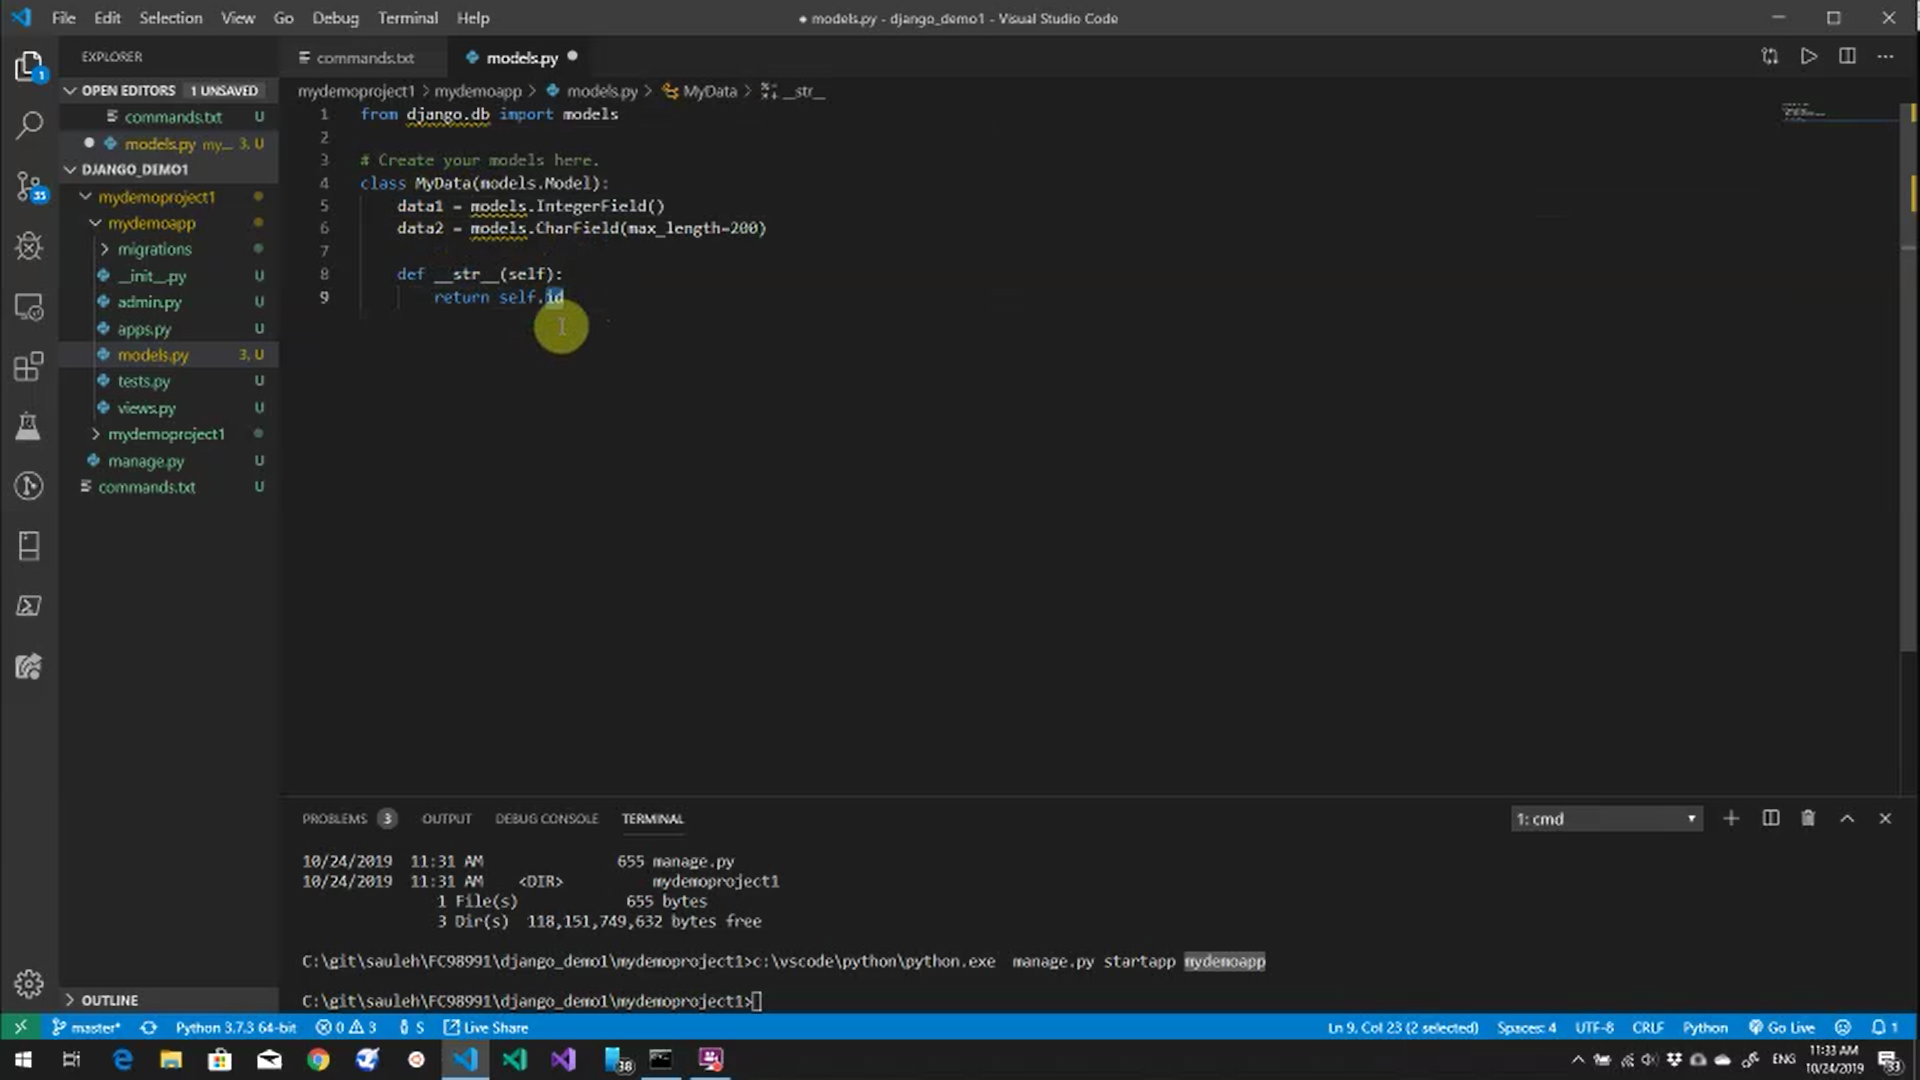 File Edit Selection View Go Debug Terminal Help
● models.py - django_demo1 - Visual Studio Code
EXPLORER
commands.txt
models.py
OPEN EDITORS 1 UNSAVED
commands.txt U
models.py my... 3, U
DJANGO_DEMO1
mydemoproject1
mydemoapp
migrations
__init__.py U
admin.py U
apps.py U
models.py 3, U
tests.py U
views.py U
mydemoproject1
manage.py U
commands.txt U
OUTLINE
1
35
mydemoproject1 > mydemoapp > models.py > MyData > __str__
1 from django.db import models
2
3 # Create your models here.
4 class MyData(models.Model):
5 data1 = models.IntegerField()
6 data2 = models.CharField(max_length=200)
7
8 def __str__(self):
9 return self.id
PROBLEMS 3 OUTPUT DEBUG CONSOLE TERMINAL
1: cmd
10/24/2019 11:31 AM 655 manage.py
10/24/2019 11:31 AM <DIR> mydemoproject1
1 File(s) 655 bytes
3 Dir(s) 118,151,749,632 bytes free
C:\git\sauleh\FC98991\django_demo1\mydemoproject1>c:\vscode\python\python.exe manage.py startapp mydemoapp
C:\git\sauleh\FC98991\django_demo1\mydemoproject1>
master* Python 3.7.3 64-bit 0 3 S Live Share
Ln 9, Col 23 (2 selected) Spaces: 4 UTF-8 CRLF Python Go Live 1
38
ENG
11:33 AM
10/24/2019
33